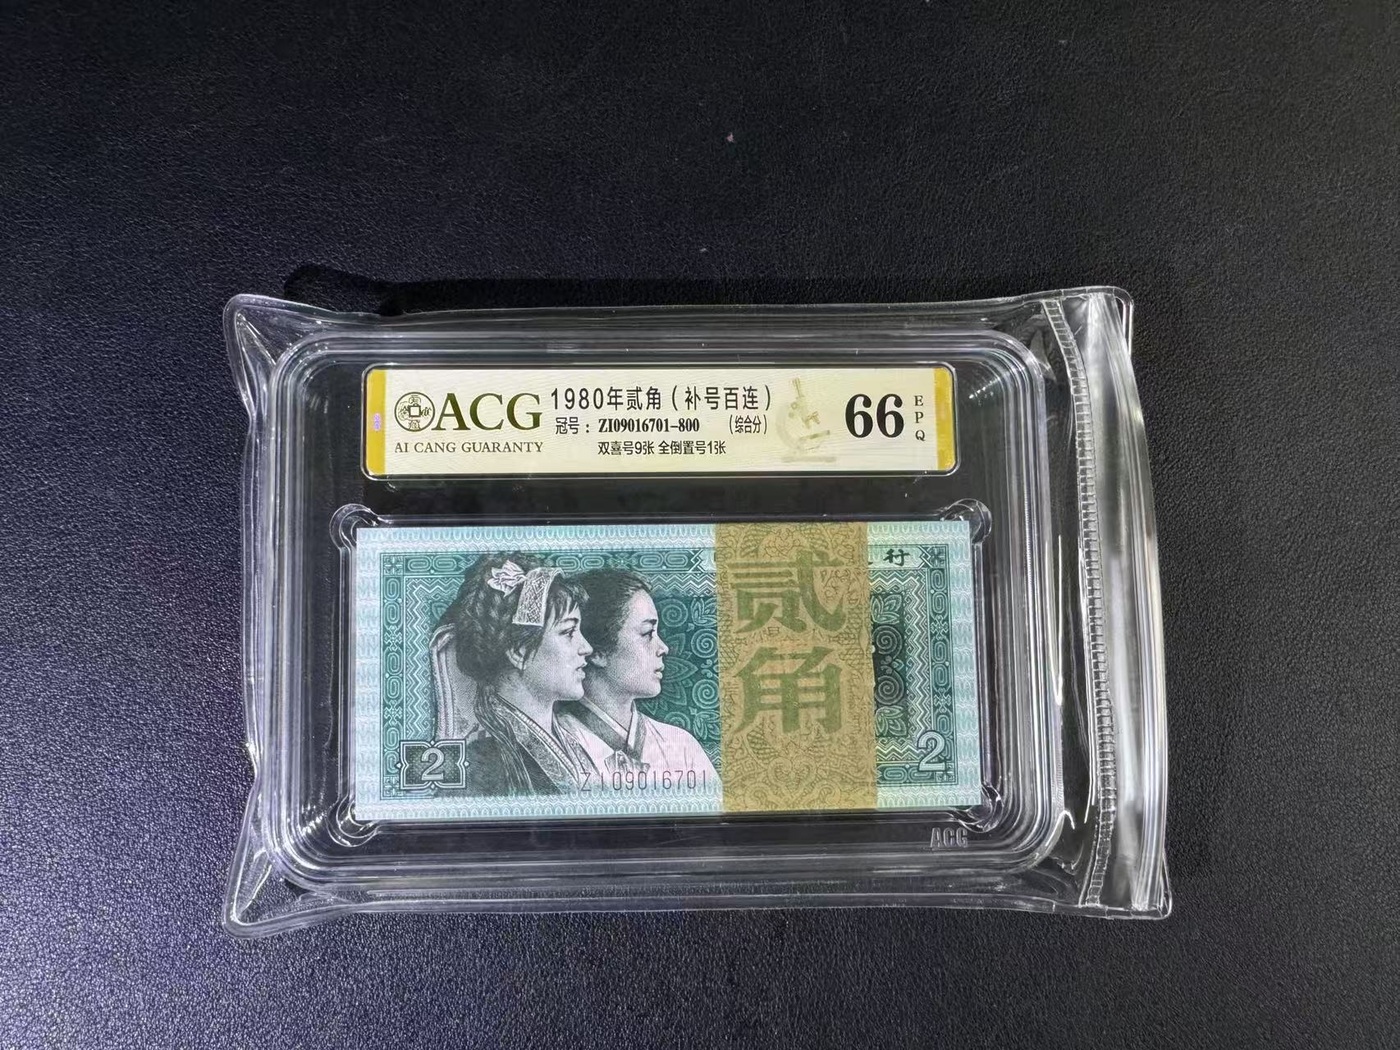 ACG
AI CANG GUARANTY
1980年贰角（补号百连）
冠号：ZI09016701-800 （综合分）
双喜号9张 全倒置号1张
66
EPQ
行
贰角
2
2
ZI09016701
ACG